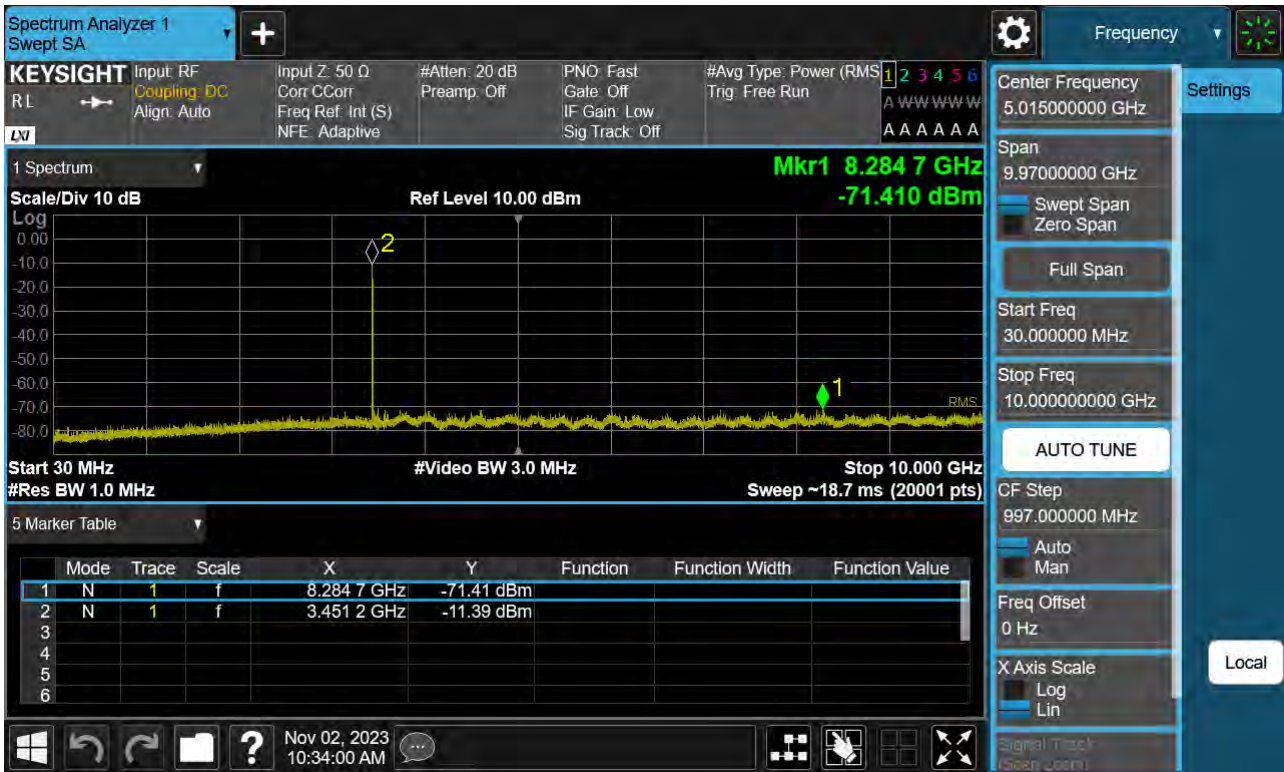 Spectrum Analyzer 1
Swept SA
+
Frequency
KEYSIGHT
RL
LXI
Input: RF
Coupling: DC
Align: Auto
Input Z: 50 Ω
Corr CCorr
Freq Ref: Int (S)
NFE: Adaptive
#Atten: 20 dB
Preamp: Off
PNO: Fast
Gate: Off
IF Gain: Low
Sig Track: Off
#Avg Type: Power (RMS
Trig: Free Run
1 2 3 4 5 6
A W W W W W
A A A A A A
1 Spectrum
Mkr1 8.284 7 GHz
-71.410 dBm
Scale/Div 10 dB
Ref Level 10.00 dBm
Log
0.00
-10.0
-20.0
-30.0
-40.0
-50.0
-60.0
-70.0
-80.0
2
1
RMS
Start 30 MHz
#Video BW 3.0 MHz
Stop 10.000 GHz
#Res BW 1.0 MHz
Sweep ~18.7 ms (20001 pts)
5 Marker Table
Mode Trace Scale X Y Function Function Width Function Value
1 N 1 f 8.284 7 GHz -71.41 dBm
2 N 1 f 3.451 2 GHz -11.39 dBm
3
4
5
6
Nov 02, 2023
10:34:00 AM
?
Center Frequency
5.015000000 GHz
Span
9.97000000 GHz
Swept Span
Zero Span
Full Span
Start Freq
30.000000 MHz
Stop Freq
10.000000000 GHz
AUTO TUNE
CF Step
997.000000 MHz
Auto
Man
Freq Offset
0 Hz
X Axis Scale
Log
Lin
Signal Track
(Span Zoom)
Settings
Local